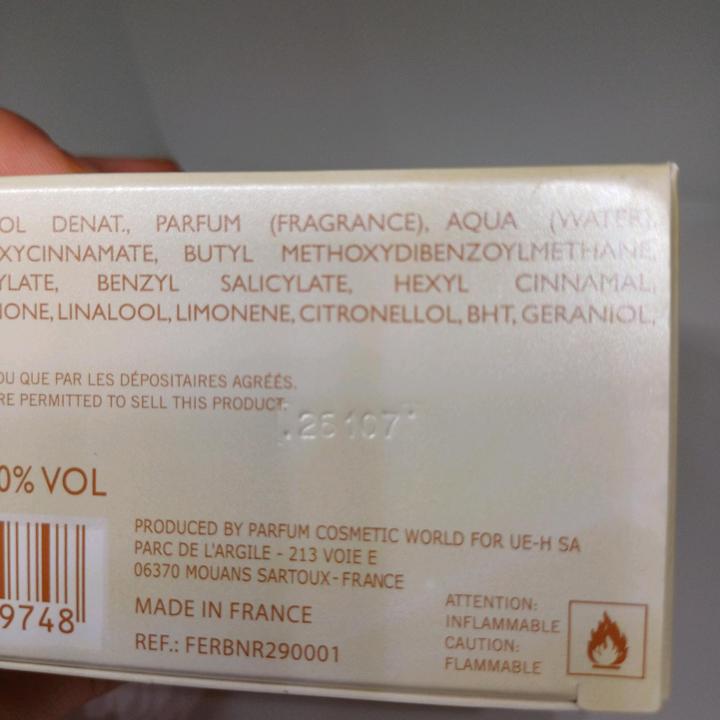 OL DENAT., PARFUM (FRAGRANCE), AQUA (WATER),
XYCINNAMATE, BUTYL METHOXYDIBENZOYLMETHANE,
YLATE, BENZYL SALICYLATE, HEXYL CINNAMAL,
IONE, LINALOOL, LIMONENE, CITRONELLOL, BHT, GERANIOL,
OU QUE PAR LES DÉPOSITAIRES AGRÉÉS.
RE PERMITTED TO SELL THIS PRODUCT.
.25107
0% VOL
9748
PRODUCED BY PARFUM COSMETIC WORLD FOR UE-H SA
PARC DE L'ARGILE - 213 VOIE E
06370 MOUANS SARTOUX-FRANCE
MADE IN FRANCE
REF.: FERBNR290001
ATTENTION:
INFLAMMABLE
CAUTION:
FLAMMABLE